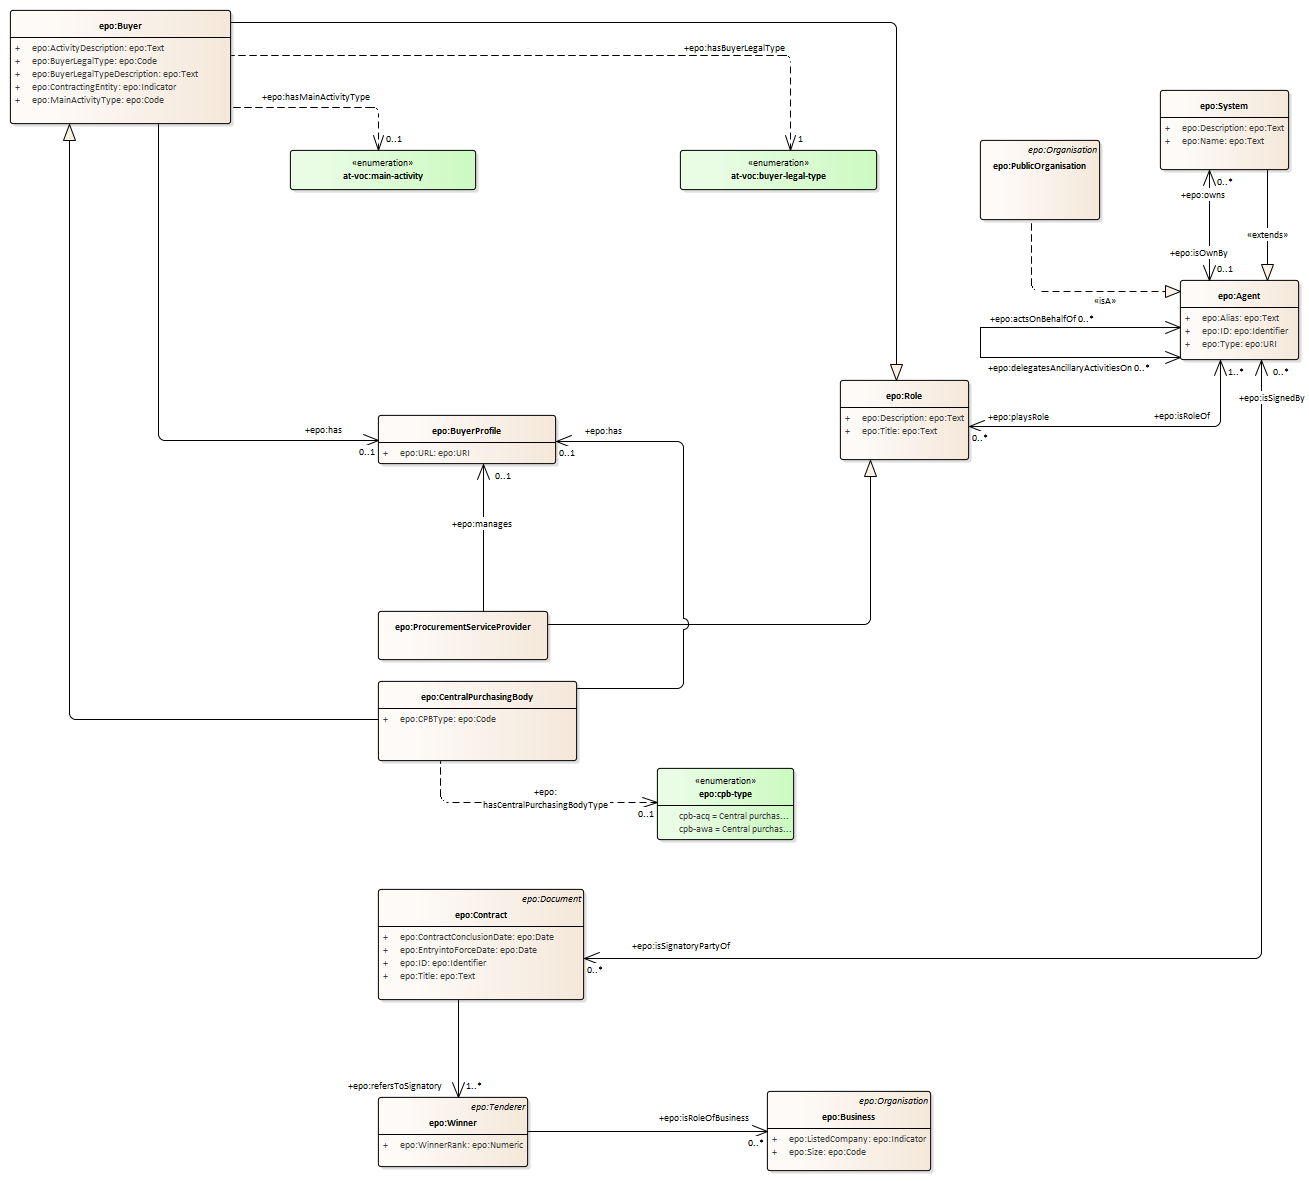 epo:Buyer
+ epo:ActivityDescription: epo:Text
+ epo:BuyerLegalType: epo:Code
+ epo:BuyerLegalTypeDescription: epo:Text
+ epo:ContractingEntity: epo:Indicator
+ epo:MainActivityType: epo:Code
+epo:hasBuyerLegalType
1
+epo:hasMainActivityType
0..1
«enumeration»
at-voc:main-activity
«enumeration»
at-voc:buyer-legal-type
epo:System
+ epo:Description: epo:Text
+ epo:Name: epo:Text
epo:Organisation
epo:PublicOrganisation
0..*
+epo:owns
«extends»
+epo:isOwnBy
0..1
«isA»
epo:Agent
+ epo:Alias: epo:Text
+ epo:ID: epo:Identifier
+ epo:Type: epo:URI
+epo:actsOnBehalfOf 0..*
+epo:delegatesAncillaryActivitiesOn 0..*
1..*
0..*
+epo:isSignedBy
epo:Role
+ epo:Description: epo:Text
+ epo:Title: epo:Text
+epo:playsRole
0..*
+epo:isRoleOf
+epo:has
0..1
epo:BuyerProfile
+ epo:URL: epo:URI
+epo:has
0..1
0..1
+epo:manages
epo:ProcurementServiceProvider
epo:CentralPurchasingBody
+ epo:CPBType: epo:Code
+epo:
hasCentralPurchasingBodyType
0..1
«enumeration»
epo:cpb-type
cpb-acq = Central purchas...
cpb-awa = Central purchas...
epo:Document
epo:Contract
+ epo:ContractConclusionDate: epo:Date
+ epo:EntryintoForceDate: epo:Date
+ epo:ID: epo:Identifier
+ epo:Title: epo:Text
+epo:isSignatoryPartyOf
0..*
+epo:refersToSignatory
1..*
epo:Tenderer
epo:Winner
+ epo:WinnerRank: epo:Numeric
+epo:isRoleOfBusiness
0..*
epo:Organisation
epo:Business
+ epo:ListedCompany: epo:Indicator
+ epo:Size: epo:Code